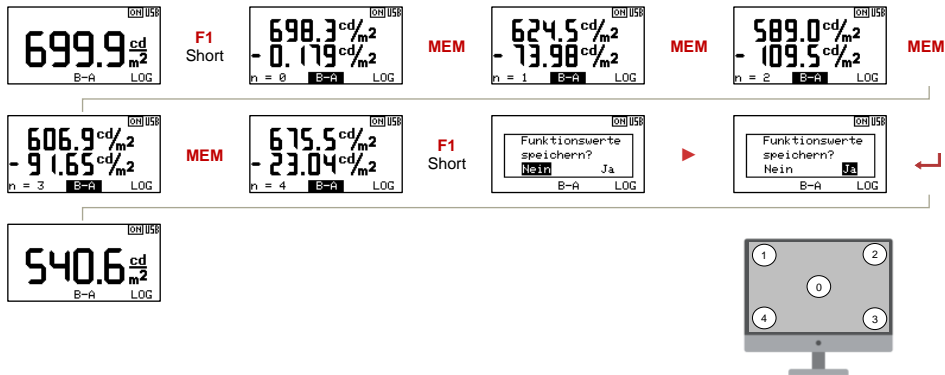 ON USB
699.9 cd/m2
B-A LOG
F1
Short
ON USB
698.3 cd/m2
- 0.179 cd/m2
n = 0 B-A LOG
MEM
ON USB
624.5 cd/m2
- 73.98 cd/m2
n = 1 B-A LOG
MEM
ON USB
589.0 cd/m2
- 109.5 cd/m2
n = 2 B-A LOG
MEM
ON USB
606.9 cd/m2
- 91.65 cd/m2
n = 3 B-A LOG
MEM
ON USB
675.5 cd/m2
- 23.04 cd/m2
n = 4 B-A LOG
F1
Short
ON USB
Funktionswerte
speichern?
Nein Ja
B-A LOG
ON USB
Funktionswerte
speichern?
Nein Ja
B-A LOG
ON USB
540.6 cd/m2
B-A LOG
1 2
0
4 3